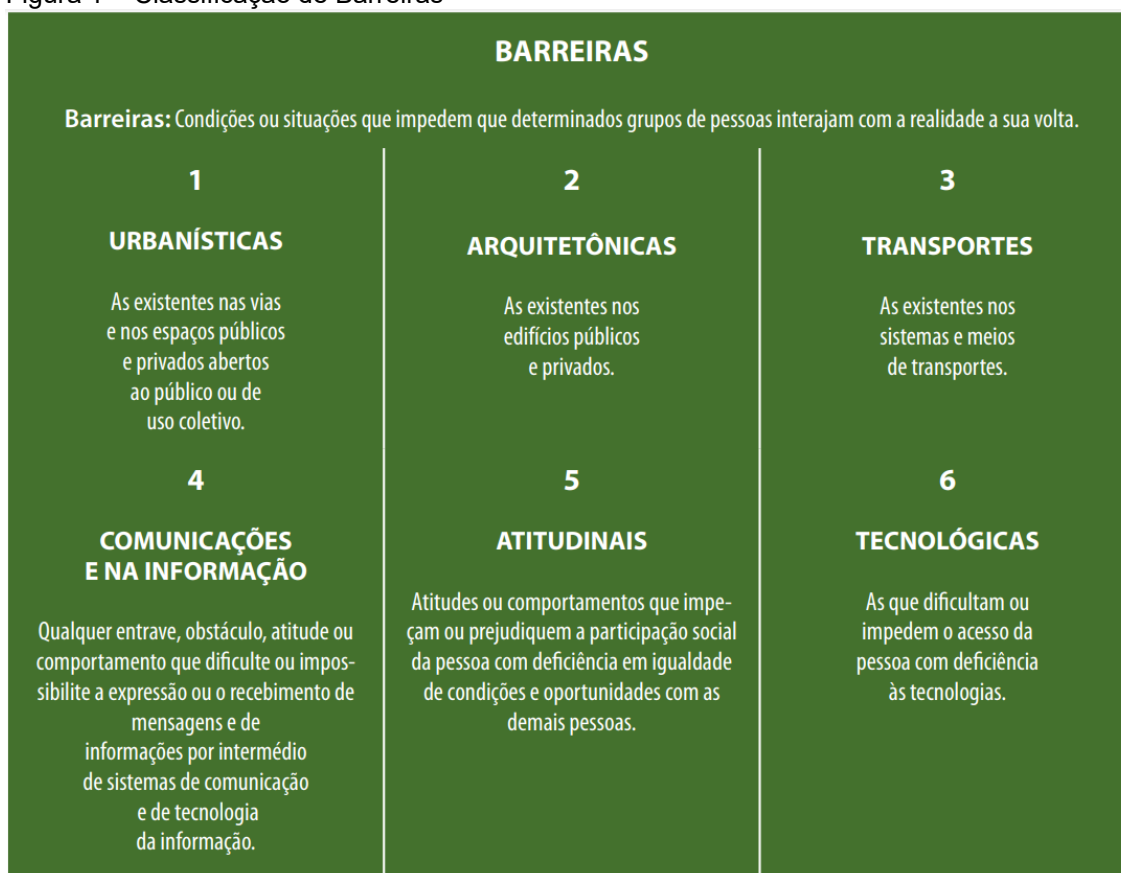 Figura 1 – Classificação de Barreiras
BARREIRAS
Barreiras: Condições ou situações que impedem que determinados grupos de pessoas interajam com a realidade a sua volta.
1
URBANÍSTICAS
As existentes nas vias
e nos espaços públicos
e privados abertos
ao público ou de
uso coletivo.
2
ARQUITETÔNICAS
As existentes nos
edifícios públicos
e privados.
3
TRANSPORTES
As existentes nos
sistemas e meios
de transportes.
4
COMUNICAÇÕES
E NA INFORMAÇÃO
Qualquer entrave, obstáculo, atitude ou
comportamento que dificulte ou impos-
sibilite a expressão ou o recebimento de
mensagens e de
informações por intermédio
de sistemas de comunicação
e de tecnologia
da informação.
5
ATITUDINAIS
Atitudes ou comportamentos que impe-
çam ou prejudiquem a participação social
da pessoa com deficiência em igualdade
de condições e oportunidades com as
demais pessoas.
6
TECNOLÓGICAS
As que dificultam ou
impedem o acesso da
pessoa com deficiência
às tecnologias.